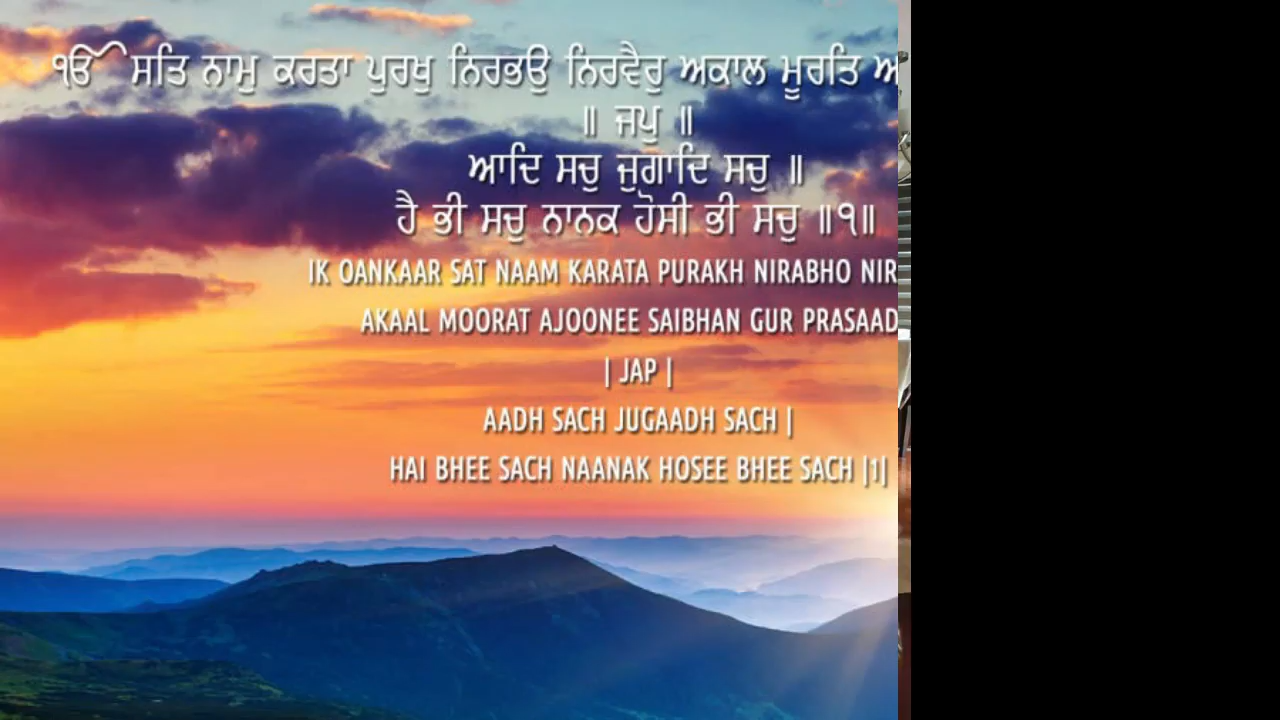 ੴ ਸਤਿ ਨਾਮੁ ਕਰਤਾ ਪੁਰਖੁ ਨਿਰਭਉ ਨਿਰਵੈਰੁ ਅਕਾਲ ਮੂਰਤਿ
॥ ਜਪੁ ॥
ਆਦਿ ਸਚੁ ਜੁਗਾਦਿ ਸਚੁ ॥
ਹੈ ਭੀ ਸਚੁ ਨਾਨਕ ਹੋਸੀ ਭੀ ਸਚੁ ॥੧॥
IK OANKAAR SAT NAAM KARATA PURAKH NIRABHO NIR
AKAAL MOORAT AJOONEE SAIBHAN GUR PRASAAD
| JAP |
AADH SACH JUGAADH SACH |
HAI BHEE SACH NAANAK HOSEE BHEE SACH |1|